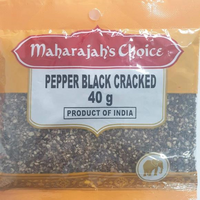 Maharajah's Choice
PEPPER BLACK CRACKED
40 g
PRODUCT OF INDIA